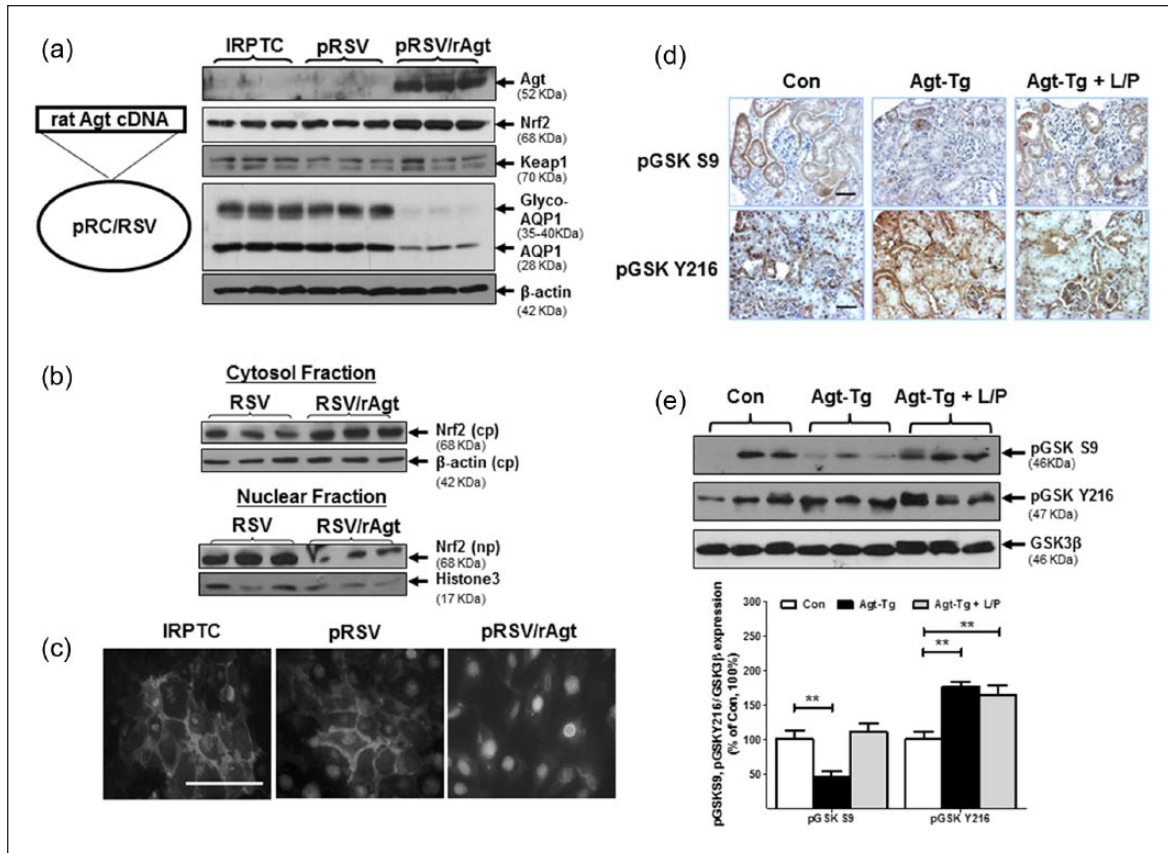 (a)
IRPTC pRSV pRSV/rAgt
rat Agt cDNA
pRC/RSV
Agt
(52 KDa)
Nrf2
(68 KDa)
Keap1
(70 KDa)
Glyco-
AQP1
(35-40KDa)
AQP1
(28 KDa)
β-actin
(42 KDa)
(b)
Cytosol Fraction
RSV RSV/rAgt
Nrf2 (cp)
(68 KDa)
β-actin (cp)
(42 KDa)
Nuclear Fraction
RSV RSV/rAgt
Nrf2 (np)
(68 KDa)
Histone3
(17 KDa)
(c)
IRPTC pRSV pRSV/rAgt
(d)
Con Agt-Tg Agt-Tg + L/P
pGSK S9
pGSK Y216
(e)
Con Agt-Tg Agt-Tg + L/P
pGSK S9
(46KDa)
pGSK Y216
(47 KDa)
GSK3β
(46 KDa)
Con Agt-Tg Agt-Tg + L/P
pGSKS9, pGSKY216/GSK3β expression
(% of Con, 100%)
300
250
200
150
100
50
**
**
**
pGSK S9 pGSK Y216